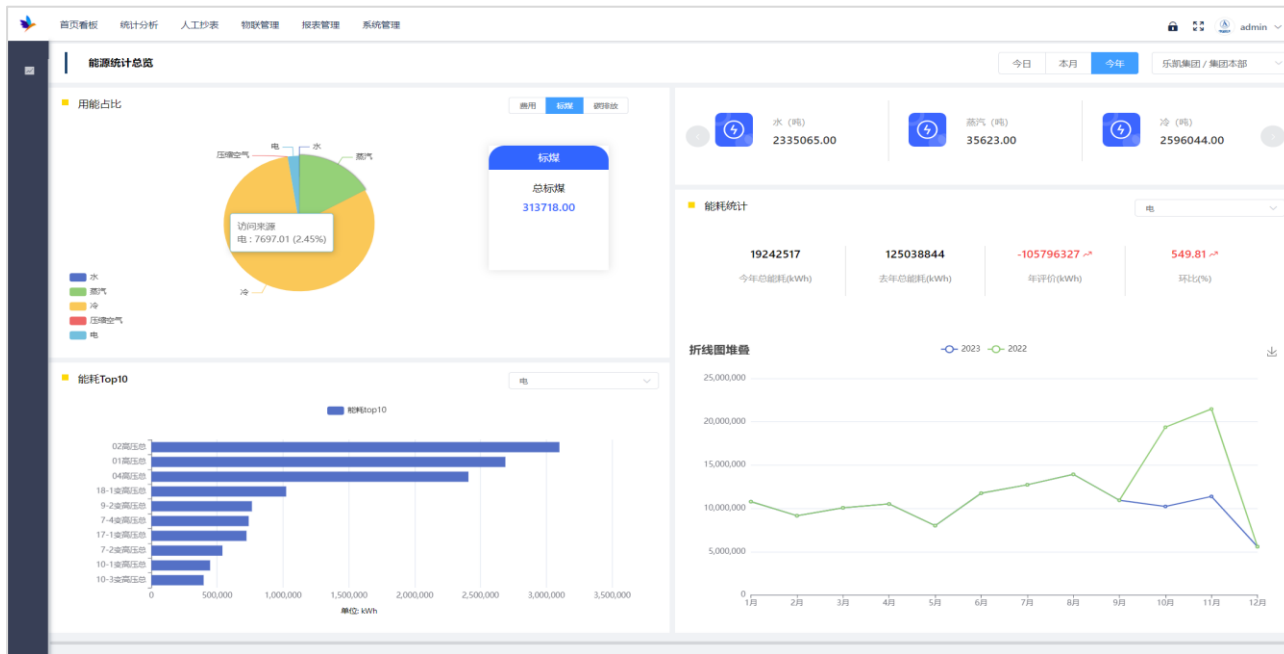 首页看板 统计分析 人工抄表 物联管理 报表管理 系统管理 admin
能源统计总览 今日 本月 今年 乐凯集团 / 集团本部
用能占比 费用 标煤 碳排放
电 水
压缩空气 蒸汽
冷
访问来源
电 : 7697.01 (2.45%)
水
蒸汽
冷
压缩空气
电
标煤
总标煤
313718.00
水（吨）
2335065.00
蒸汽（吨）
35623.00
冷（吨）
2596044.00
能耗统计 电
19242517 125038844 -105796327 549.81
今年总能耗(kWh) 去年总能耗(kWh) 年评价(kWh) 环比(%)
能耗Top10 电
能耗top10
02高压总
01高压总
04高压总
18-1变高压总
9-2变高压总
7-4变高压总
17-1变高压总
7-2变高压总
10-1变高压总
10-3变高压总
0 500,000 1,000,000 1,500,000 2,000,000 2,500,000 3,000,000 3,500,000
单位: kWh
折线图堆叠 2023 2022
25,000,000
20,000,000
15,000,000
10,000,000
5,000,000
0
1月 2月 3月 4月 5月 6月 7月 8月 9月 10月 11月 12月